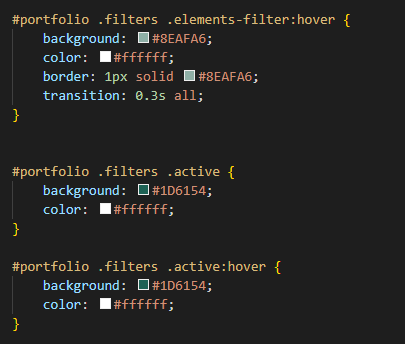 #portfolio .filters .elements-filter:hover {
    background: #8EAFA6;
    color: #ffffff;
    border: 1px solid #8EAFA6;
    transition: 0.3s all;
}
#portfolio .filters .active {
    background: #1D6154;
    color: #ffffff;
}
#portfolio .filters .active:hover {
    background: #1D6154;
    color: #ffffff;
}